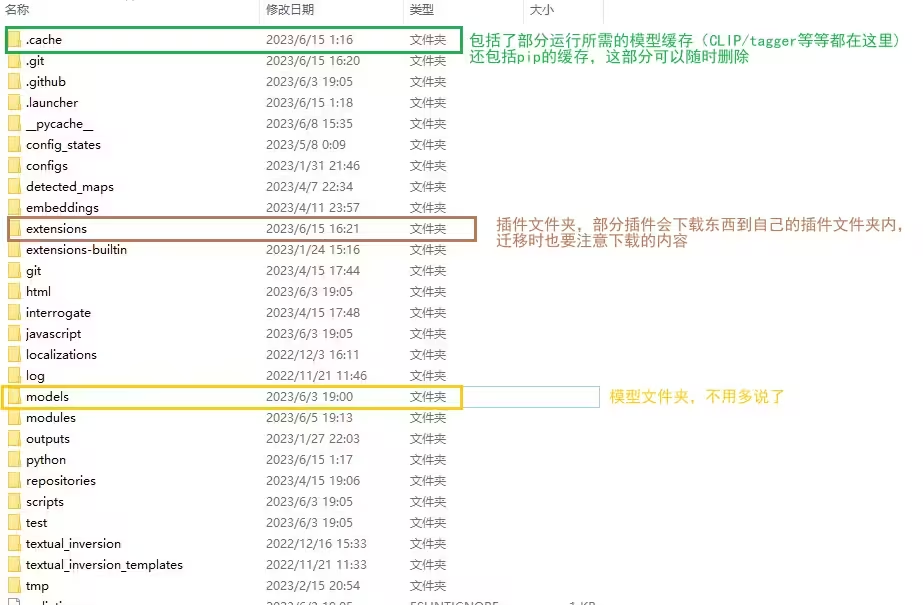 名称 修改日期 类型 大小
.cache 2023/6/15 1:16 文件夹
包括了部分运行所需的模型缓存（CLIP/tagger等等都在这里)
还包括pip的缓存，这部分可以随时删除
.git 2023/6/15 16:20 文件夹
.github 2023/6/3 19:05 文件夹
.launcher 2023/6/15 1:18 文件夹
__pycache__ 2023/6/8 15:35 文件夹
config_states 2023/5/8 0:09 文件夹
configs 2023/1/31 21:46 文件夹
detected_maps 2023/4/7 22:34 文件夹
embeddings 2023/4/11 23:57 文件夹
extensions 2023/6/15 16:21 文件夹
插件文件夹，部分插件会下载东西到自己的插件文件夹内，
迁移时也要注意下载的内容
extensions-builtin 2023/1/24 15:16 文件夹
git 2023/4/15 17:44 文件夹
html 2023/6/3 19:05 文件夹
interrogate 2023/4/15 17:48 文件夹
javascript 2023/6/3 19:05 文件夹
localizations 2022/12/3 16:11 文件夹
log 2022/11/21 11:46 文件夹
models 2023/6/3 19:00 文件夹
模型文件夹，不用多说了
modules 2023/6/5 19:13 文件夹
outputs 2023/1/27 22:03 文件夹
python 2023/6/15 1:17 文件夹
repositories 2023/4/15 19:06 文件夹
scripts 2023/6/3 19:05 文件夹
test 2023/6/3 19:05 文件夹
textual_inversion 2022/12/16 15:33 文件夹
textual_inversion_templates 2022/11/21 11:33 文件夹
tmp 2023/2/15 20:54 文件夹